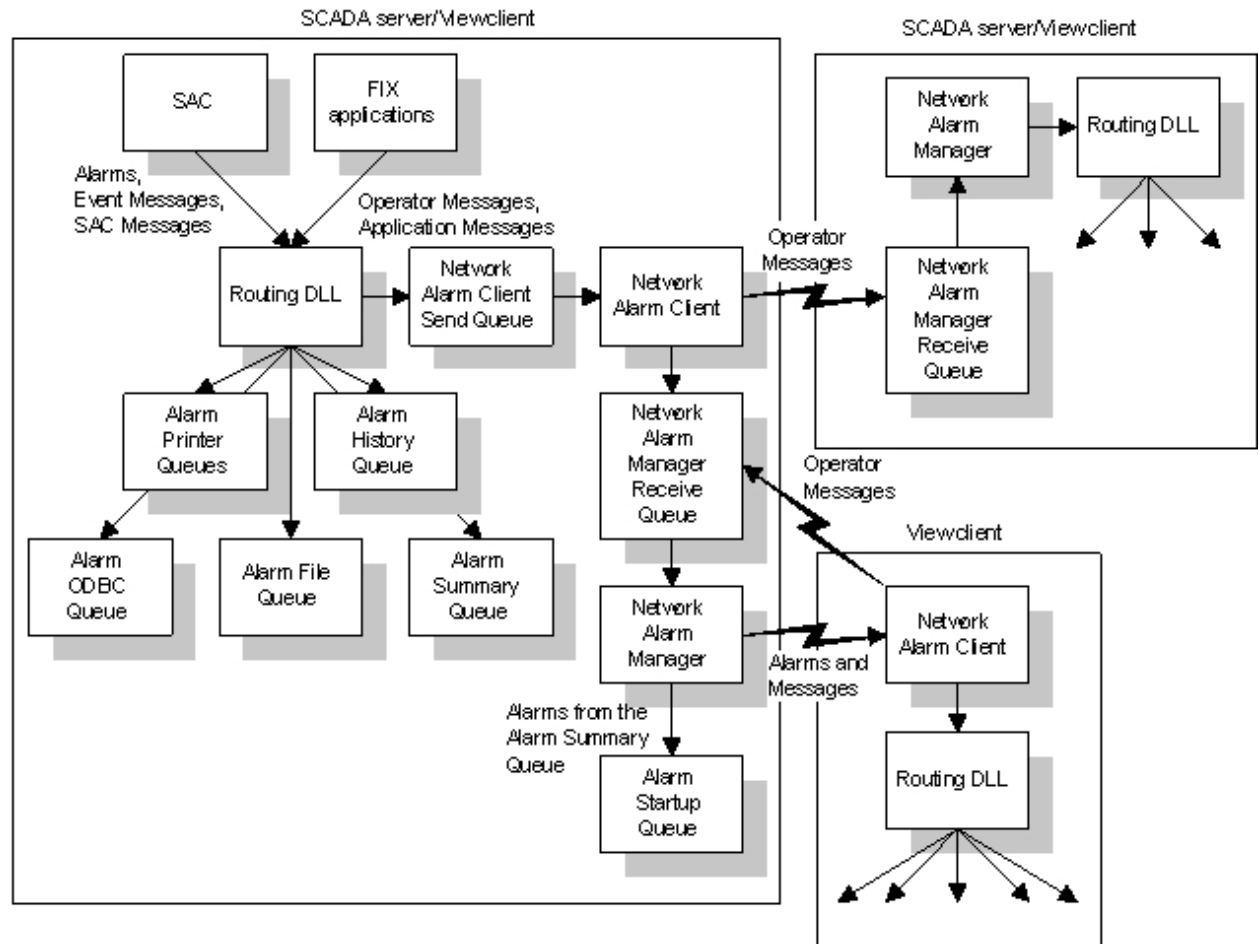 SCADA server/Viewclient
SCADA server/Viewclient
SAC
FIX
applications
Network
Alarm
Manager
Routing DLL
Alarms,
Event Messages,
SAC Messages
Operator Messages,
Application Messages
Operator
Messages
Routing DLL
Network
Alarm Client
Send Queue
Network
Alarm Client
Network
Alarm
Manager
Receive
Queue
Alarm
Printer
Queues
Alarm
History
Queue
Network
Alarm
Manager
Receive
Queue
Operator
Messages
Viewclient
Alarm
ODBC
Queue
Alarm File
Queue
Alarm
Summary
Queue
Network
Alarm
Manager
Network
Alarm Client
Alarms and
Messages
Alarms from the
Alarm Summary
Queue
Alarm
Startup
Queue
Routing DLL